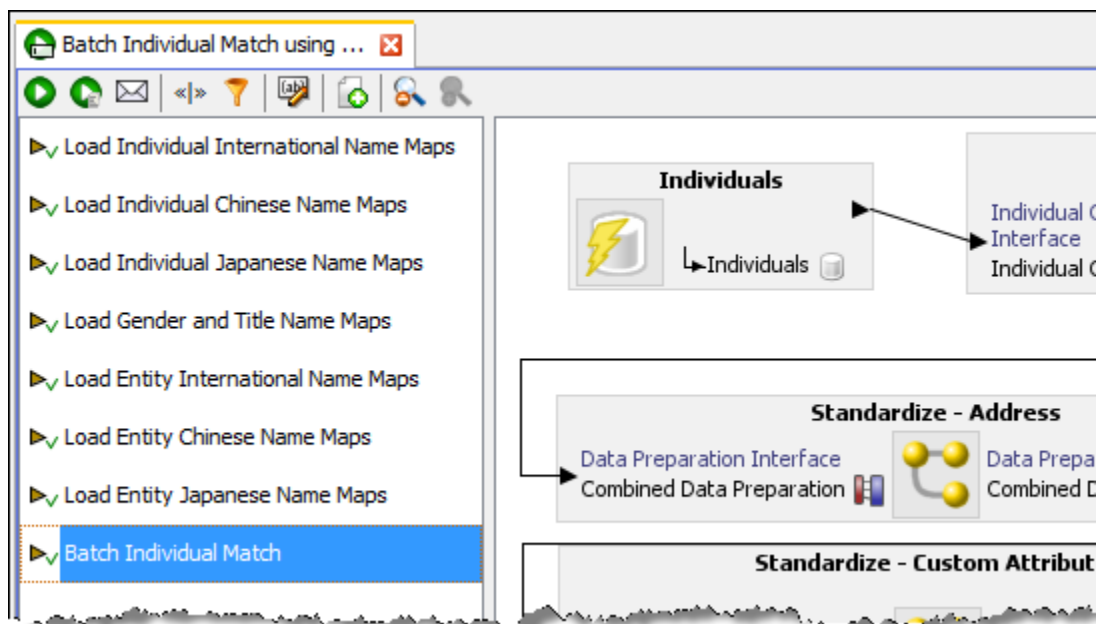 Batch Individual Match using ...
Load Individual International Name Maps
Load Individual Chinese Name Maps
Load Individual Japanese Name Maps
Load Gender and Title Name Maps
Load Entity International Name Maps
Load Entity Chinese Name Maps
Load Entity Japanese Name Maps
Batch Individual Match
Individuals
Individuals
Individual
Interface
Individual
Standardize - Address
Data Preparation Interface
Combined Data Preparation
Data Prepa
Combined
Standardize - Custom Attribut